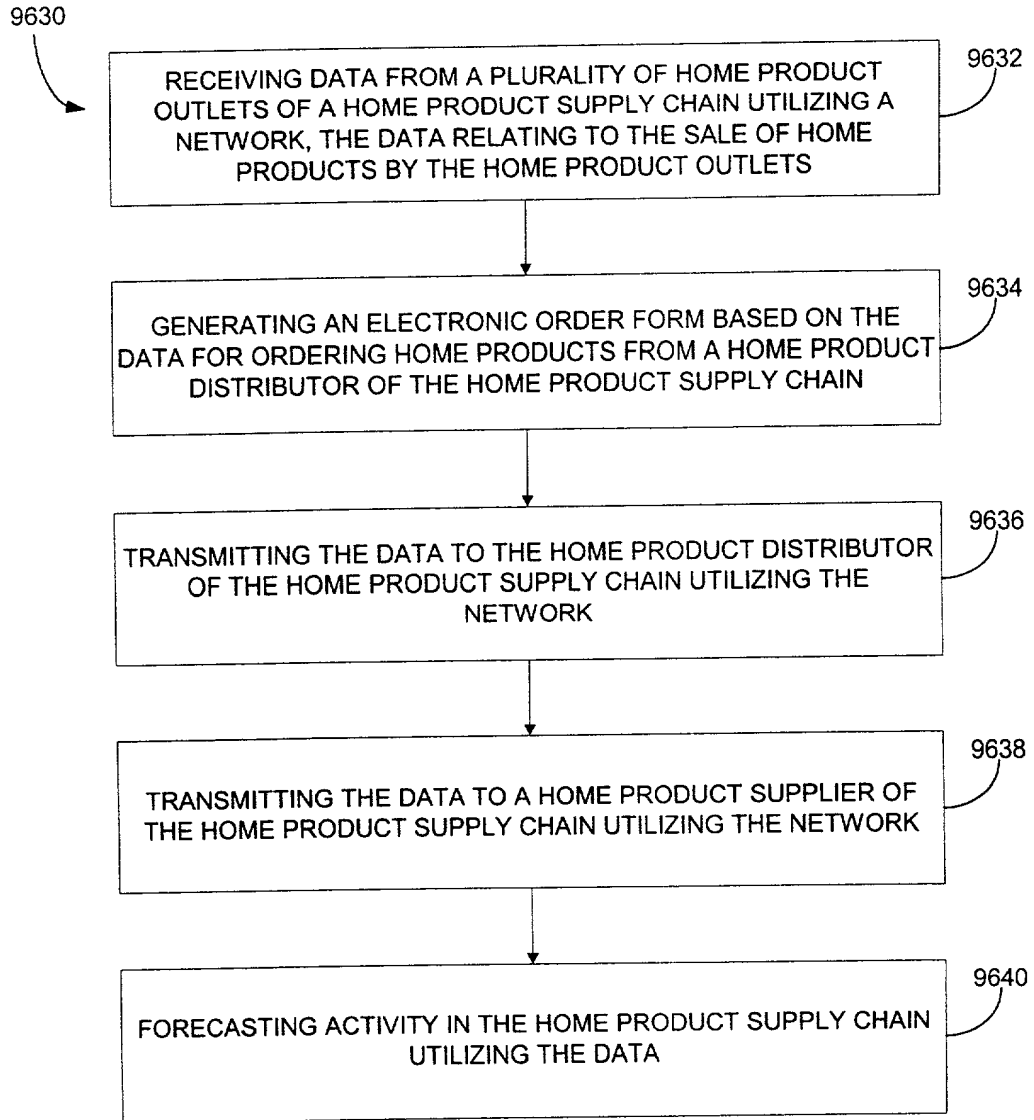 9630
RECEIVING DATA FROM A PLURALITY OF HOME PRODUCT
OUTLETS OF A HOME PRODUCT SUPPLY CHAIN UTILIZING A
NETWORK, THE DATA RELATING TO THE SALE OF HOME
PRODUCTS BY THE HOME PRODUCT OUTLETS
9632
GENERATING AN ELECTRONIC ORDER FORM BASED ON THE
DATA FOR ORDERING HOME PRODUCTS FROM A HOME PRODUCT
DISTRIBUTOR OF THE HOME PRODUCT SUPPLY CHAIN
9634
TRANSMITTING THE DATA TO THE HOME PRODUCT DISTRIBUTOR
OF THE HOME PRODUCT SUPPLY CHAIN UTILIZING THE
NETWORK
9636
TRANSMITTING THE DATA TO A HOME PRODUCT SUPPLIER OF
THE HOME PRODUCT SUPPLY CHAIN UTILIZING THE NETWORK
9638
FORECASTING ACTIVITY IN THE HOME PRODUCT SUPPLY CHAIN
UTILIZING THE DATA
9640